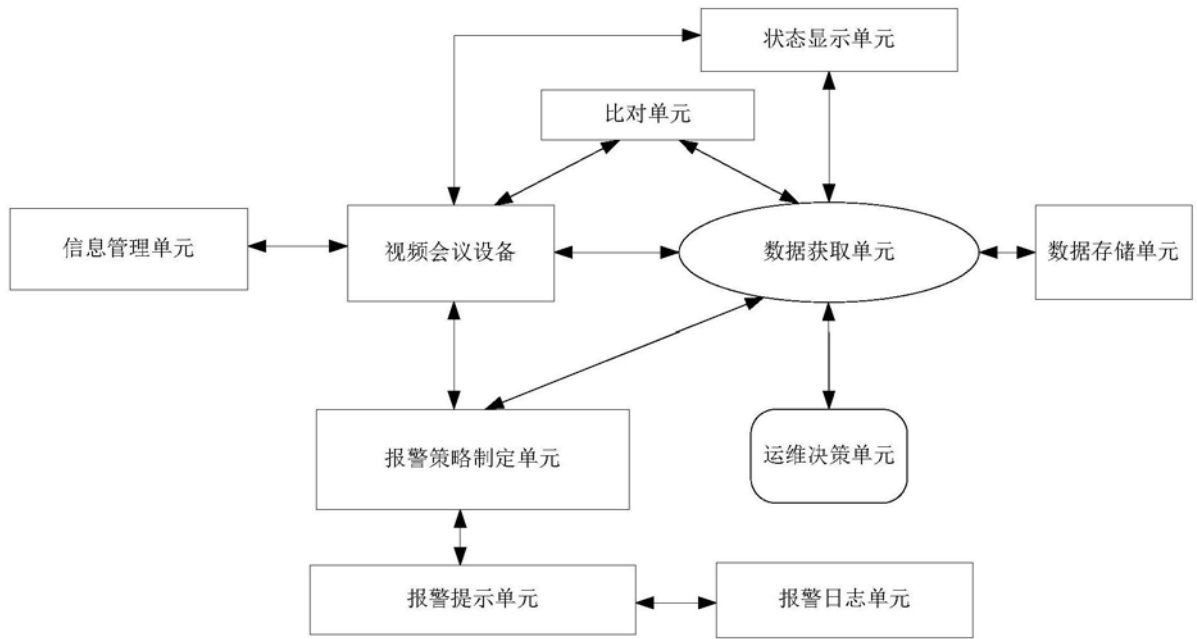 状态显示单元
比对单元
信息管理单元
视频会议设备
数据获取单元
数据存储单元
报警策略制定单元
运维决策单元
报警提示单元
报警日志单元